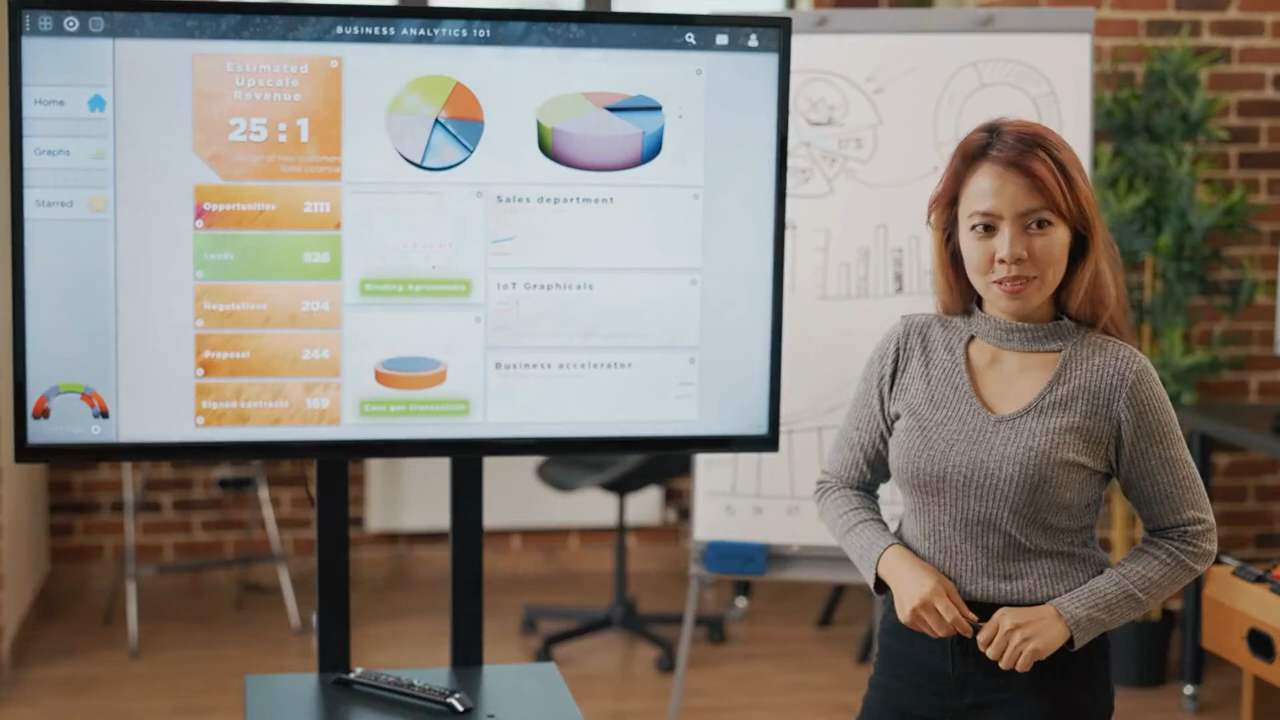 BUSINESS ANALYTICS 101
Home
Graphs
Starred
Estimated
Upscale
Revenue
25 : 1
Opportunities 2111
Leads 826
Negotations 204
Proposal 244
Signed contracts 169
Binding Agreements
Cost per transaction
Sales department
IoT Graphicals
Business accelerator